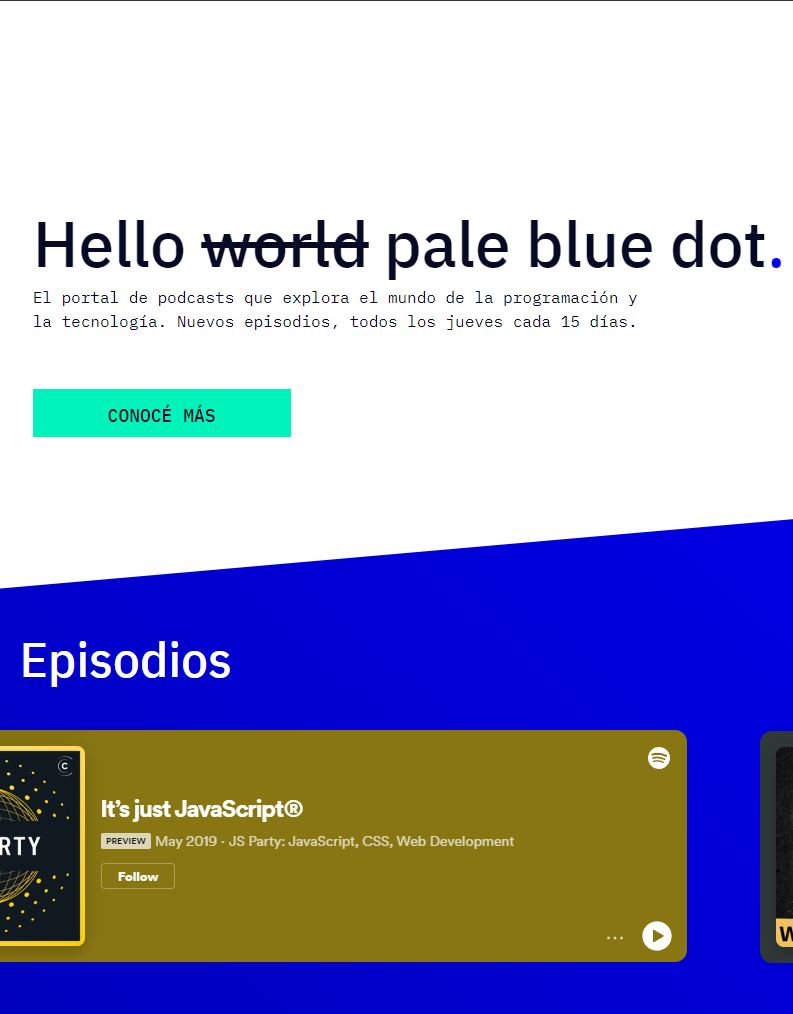 Hello world pale blue dot.
El portal de podcasts que explora el mundo de la programación y
la tecnología. Nuevos episodios, todos los jueves cada 15 días.
CONOCÉ MÁS
Episodios
C
RTY
It’s just JavaScript®
PREVIEW May 2019 · JS Party: JavaScript, CSS, Web Development
Follow
W